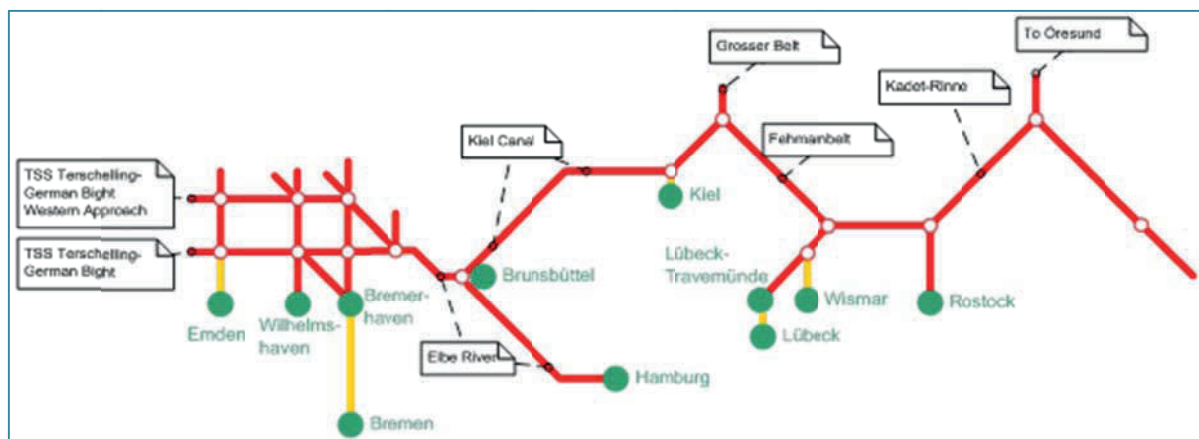 To Öresund
Grosser Belt
Kadet-Rinne
Kiel Canal
Fehmanbelt
TSS Terschelling-
German Bight
Western Approach
Kiel
TSS Terschelling-
German Bight
Brunsbüttel
Lübeck-
Travemünde
Bremer-
haven
Wismar
Rostock
Emden
Wilhelms-
haven
Lübeck
Elbe River
Hamburg
Bremen